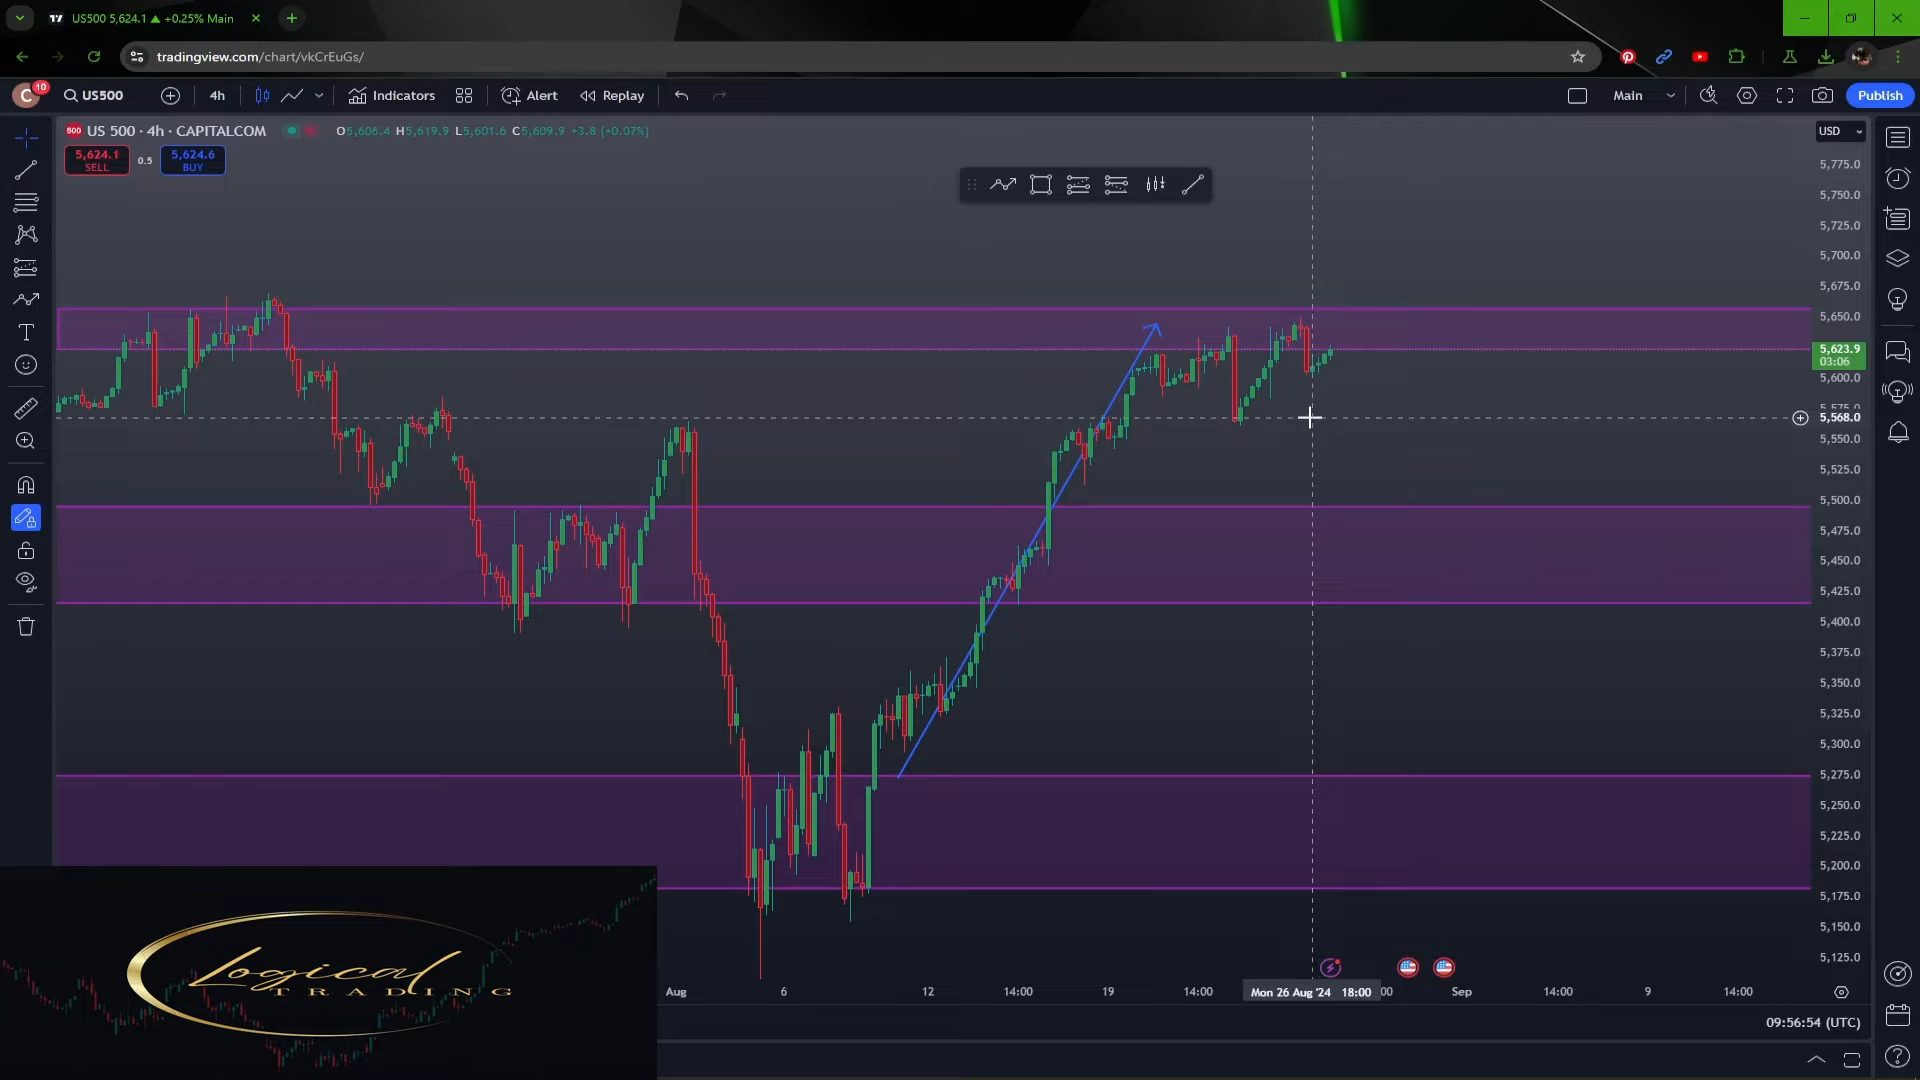 US500 5,624.1 ▲ +0.25% Main
tradingview.com/chart/vkCrEuGs/
C 10 US500 4h Indicators Alert Replay Main Publish
500 US 500 · 4h · CAPITALCOM O5,606.4 H5,619.9 L5,601.6 C5,609.9 +3.8 (+0.07%) USD
5,624.1 0.5 5,624.6
SELL BUY
5,775.0
5,750.0
5,725.0
5,700.0
5,675.0
5,650.0
5,623.9
03:06
5,600.0
5,575.0
5,568.0
5,550.0
5,525.0
5,500.0
5,475.0
5,450.0
5,425.0
5,400.0
5,375.0
5,350.0
5,325.0
5,300.0
5,275.0
5,250.0
5,225.0
5,200.0
5,175.0
5,150.0
5,125.0
Logical
TRADING
Aug 6 12 14:00 19 14:00 Mon 26 Aug '24 18:00 :00 Sep 14:00 9 14:00
09:56:54 (UTC)